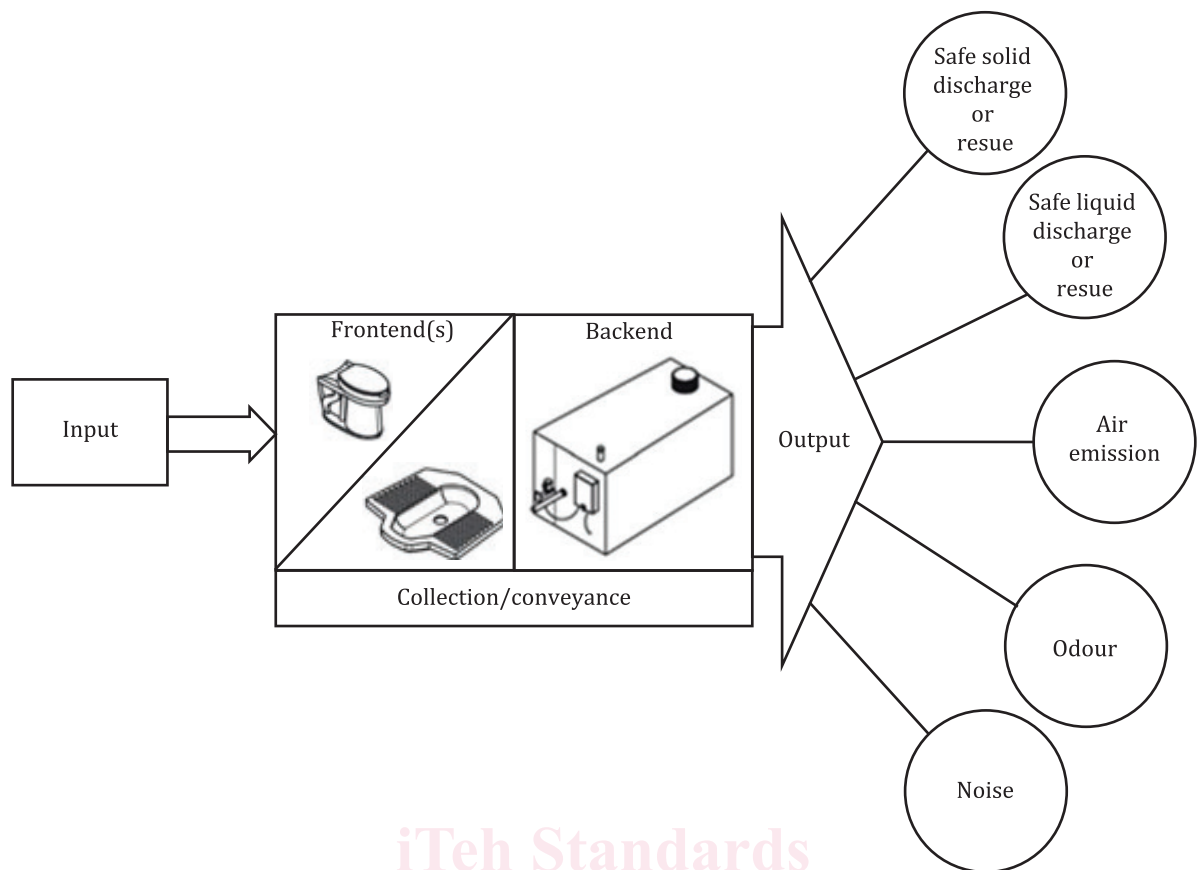 Safe solid
discharge
or
resue
Safe liquid
discharge
or
resue
Frontend(s)
Backend
Input
Output
Air
emission
Collection/conveyance
Odour
Noise
iTeh Standards